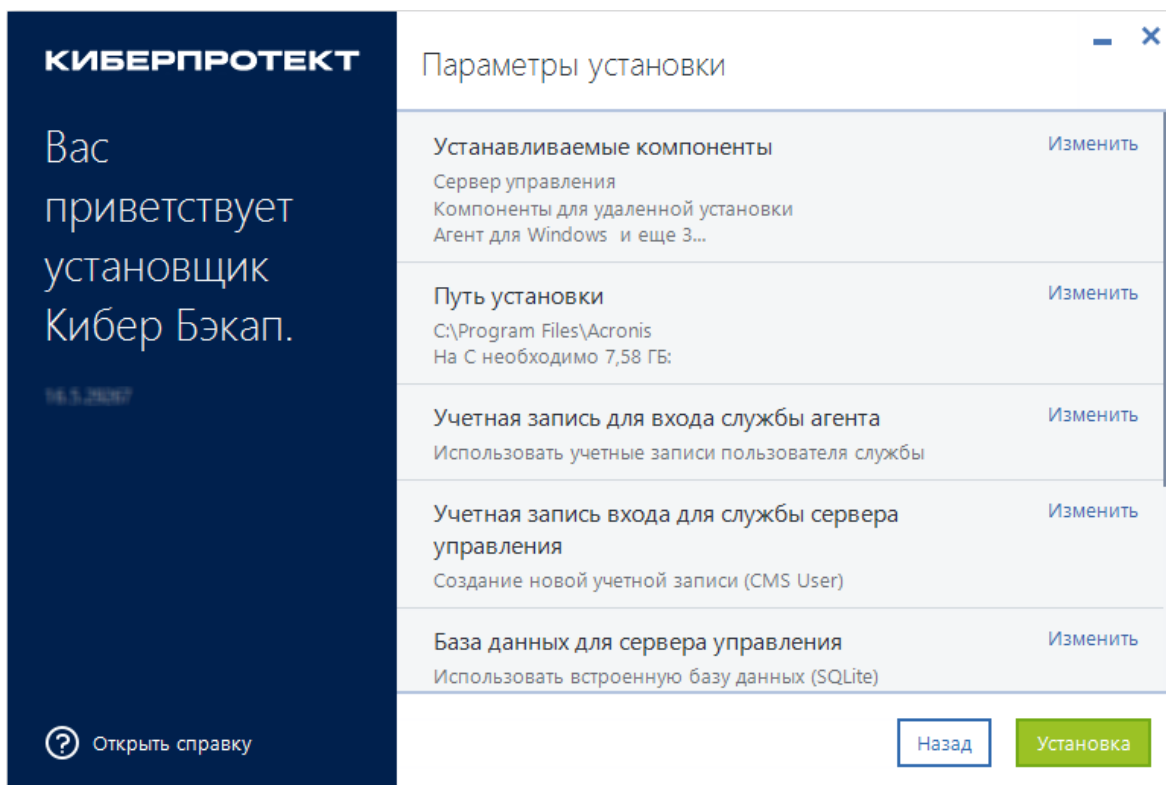 КИБЕРПРОТЕКТ
Вас
приветствует
установщик
Кибер Бэкап.
Открыть справку
Параметры установки
Устанавливаемые компоненты
Изменить
Сервер управления
Компоненты для удаленной установки
Агент для Windows и еще 3...
Путь установки
Изменить
C:\Program Files\Acronis
На C необходимо 7,58 ГБ:
Учетная запись для входа службы агента
Изменить
Использовать учетные записи пользователя службы
Учетная запись входа для службы сервера
управления
Изменить
Создание новой учетной записи (CMS User)
База данных для сервера управления
Изменить
Использовать встроенную базу данных (SQLite)
Назад
Установка